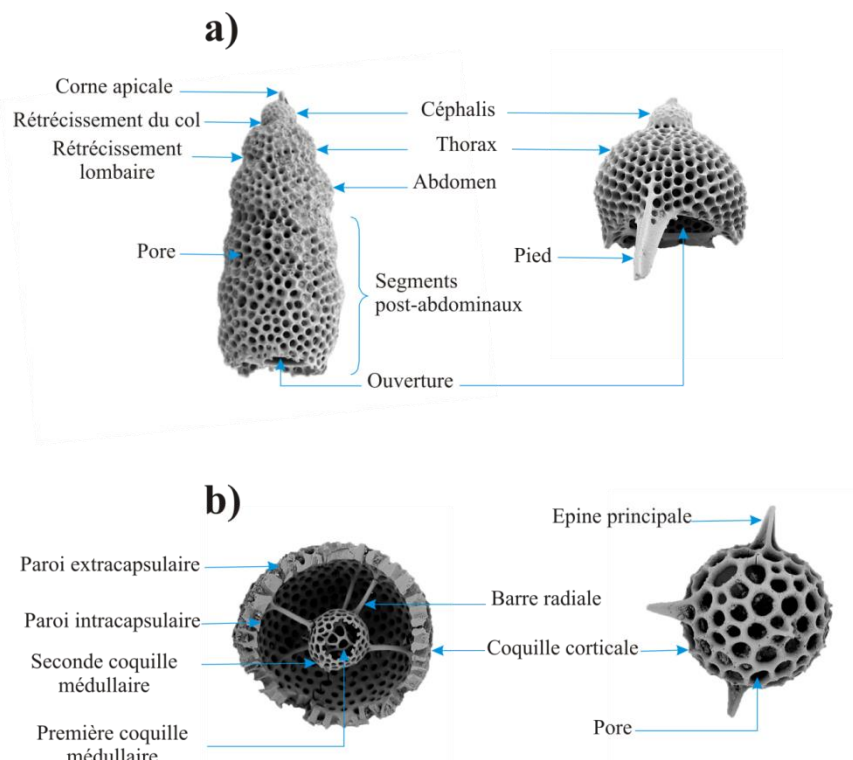 a)
Corne apicale
Rétrécissement du col
Rétrécissement
lombaire
Pore
Céphalis
Thorax
Abdomen
Segments
post-abdominaux
Ouverture
Pied
b)
Paroi extracapsulaire
Paroi intracapsulaire
Seconde coquille
médullaire
Première coquille
médullaire
Epine principale
Barre radiale
Coquille corticale
Pore